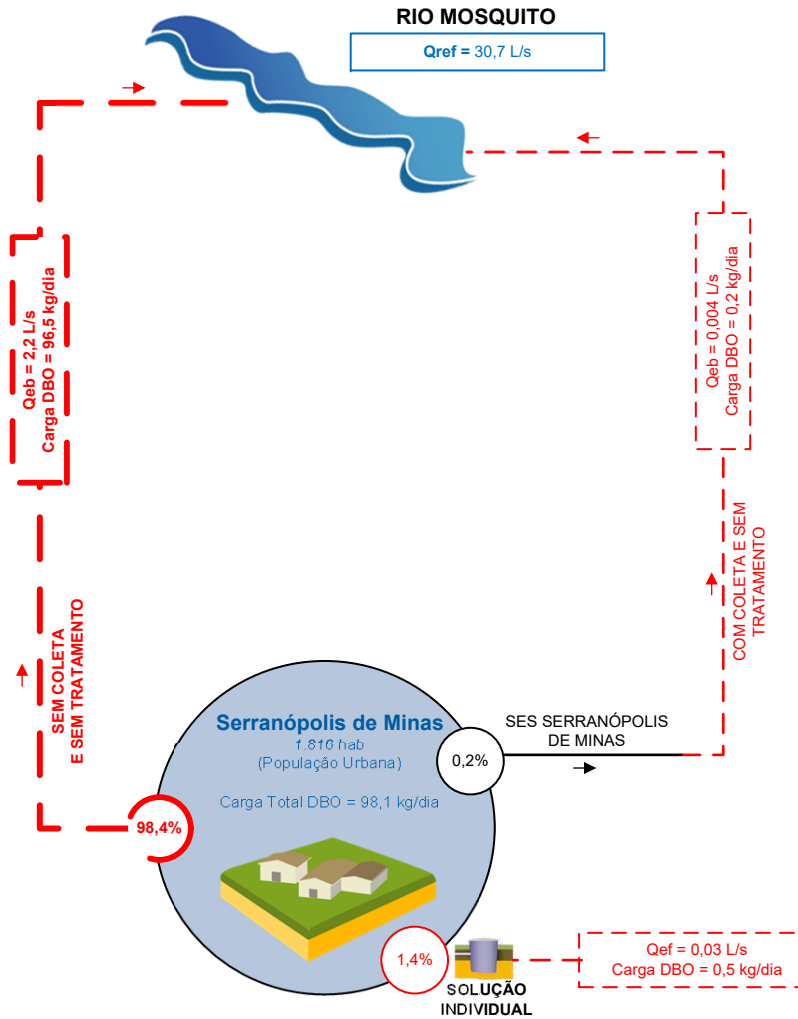 RIO MOSQUITO
Qref = 30,7 L/s
Qeb = 2,2 L/s
Carga DBO = 96,5 kg/dia
Qeb = 0,004 L/s
Carga DBO = 0,2 kg/dia
SEM COLETA
E SEM TRATAMENTO
COM COLETA E SEM
TRATAMENTO
Serranópolis de Minas
1.816 hab
(População Urbana)
Carga Total DBO = 98,1 kg/dia
0,2%
SES SERRANÓPOLIS
DE MINAS
98,4%
1,4%
SOLUÇÃO
INDIVIDUAL
Qef = 0,03 L/s
Carga DBO = 0,5 kg/dia